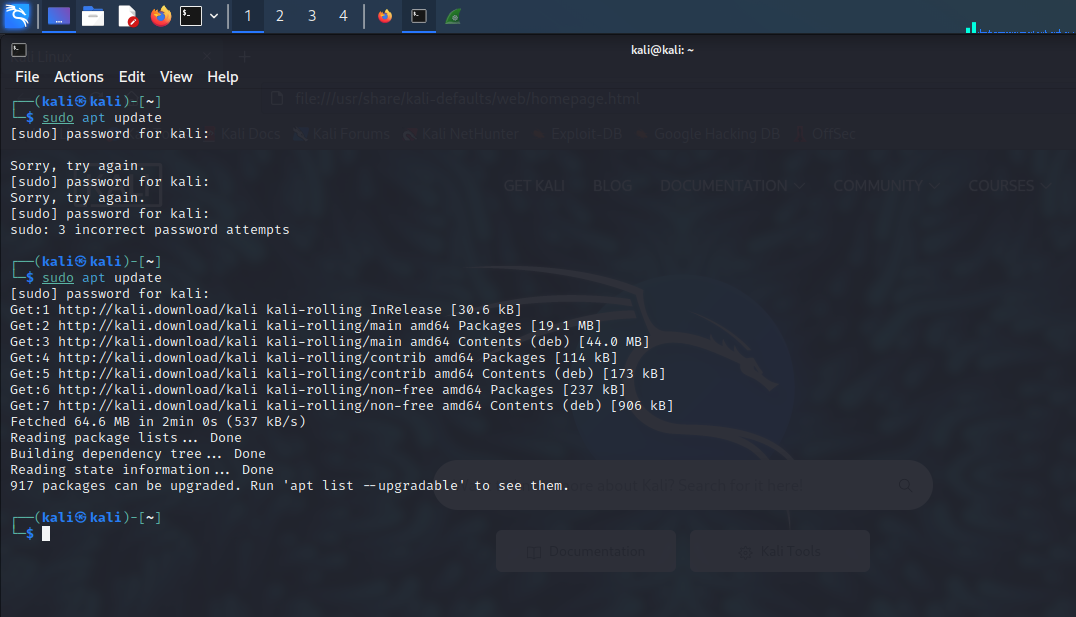 1 2 3 4
kali@kali: ~
Kali Linux
File Actions Edit View Help
file:///usr/share/kali-defaults/web/homepage.html
Kali Docs Kali Forums Kali NetHunter Exploit-DB Google Hacking DB OffSec
GET KALI BLOG DOCUMENTATION COMMUNITY COURSES
┌──(kali㉿kali)-[~]
└─$ sudo apt update
[sudo] password for kali:
Sorry, try again.
[sudo] password for kali:
Sorry, try again.
[sudo] password for kali:
sudo: 3 incorrect password attempts
┌──(kali㉿kali)-[~]
└─$ sudo apt update
[sudo] password for kali:
Get:1 http://kali.download/kali kali-rolling InRelease [30.6 kB]
Get:2 http://kali.download/kali kali-rolling/main amd64 Packages [19.1 MB]
Get:3 http://kali.download/kali kali-rolling/main amd64 Contents (deb) [44.0 MB]
Get:4 http://kali.download/kali kali-rolling/contrib amd64 Packages [114 kB]
Get:5 http://kali.download/kali kali-rolling/contrib amd64 Contents (deb) [173 kB]
Get:6 http://kali.download/kali kali-rolling/non-free amd64 Packages [237 kB]
Get:7 http://kali.download/kali kali-rolling/non-free amd64 Contents (deb) [906 kB]
Fetched 64.6 MB in 2min 0s (537 kB/s)
Reading package lists... Done
Building dependency tree... Done
Reading state information... Done
917 packages can be upgraded. Run 'apt list --upgradable' to see them.
┌──(kali㉿kali)-[~]
└─$
about Kali? Search for it here!
Documentation Kali Tools